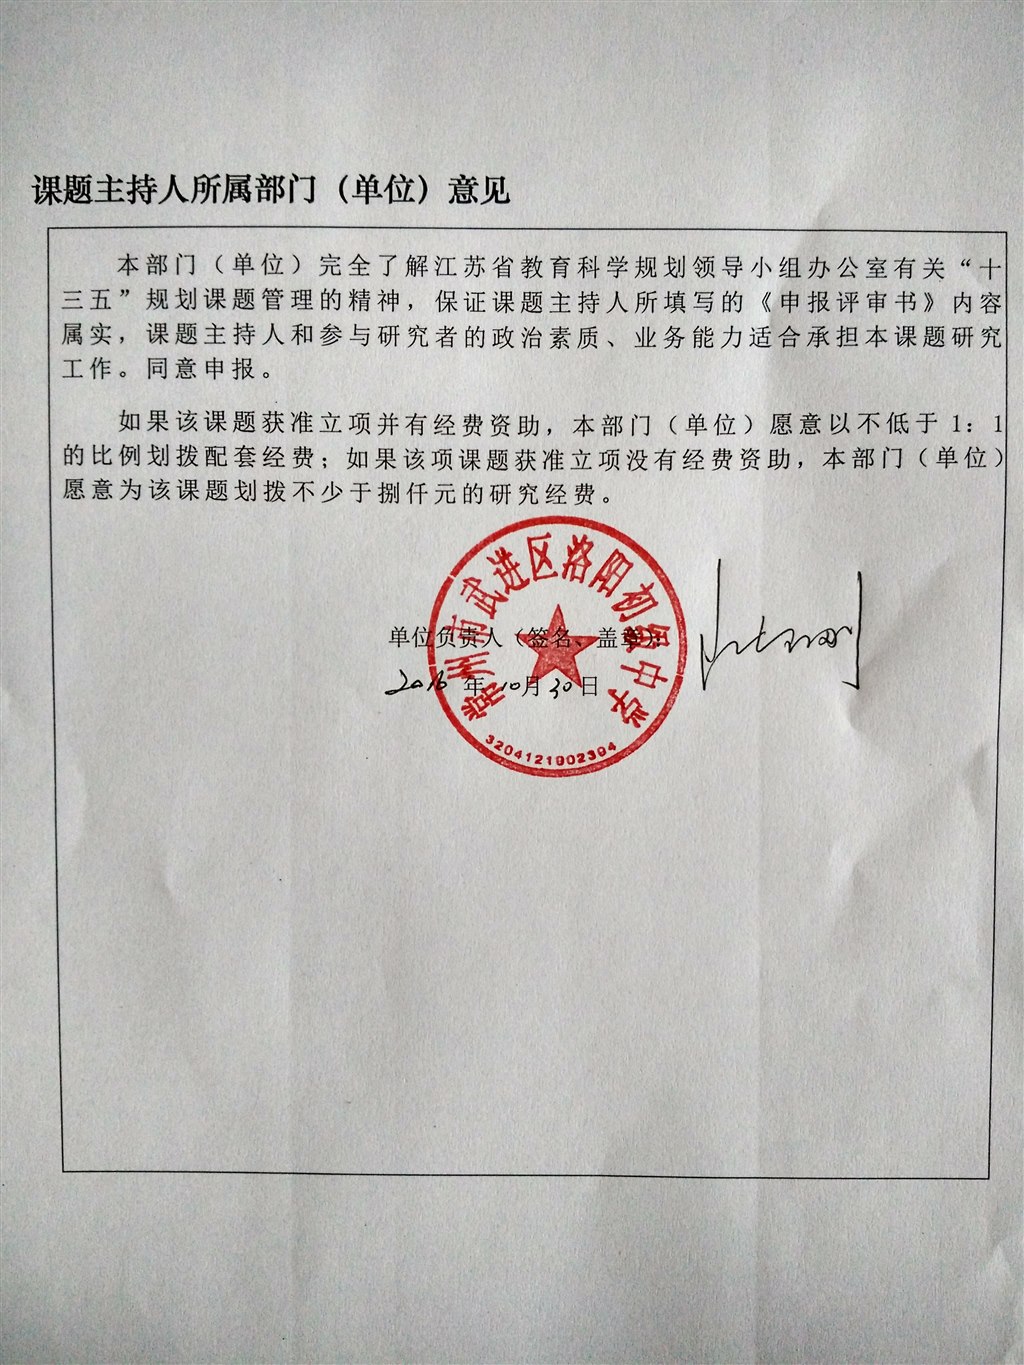 课题主持人所属部门（单位）意见
本部门（单位）完全了解江苏省教育科学规划领导小组办公室有关“十
三五”规划课题管理的精神，保证课题主持人所填写的《申报评审书》内容
属实，课题主持人和参与研究者的政治素质、业务能力适合承担本课题研究
工作。同意申报。
如果该课题获准立项并有经费资助，本部门（单位）愿意以不低于1：1
的比例划拨配套经费；如果该项课题获准立项没有经费资助，本部门（单位）
愿意为该课题划拨不少于捌仟元的研究经费。
常州市武进区洛阳初级中学
单位负责人（签名、盖章）：
2016 年 10 月 30 日
3204121902394